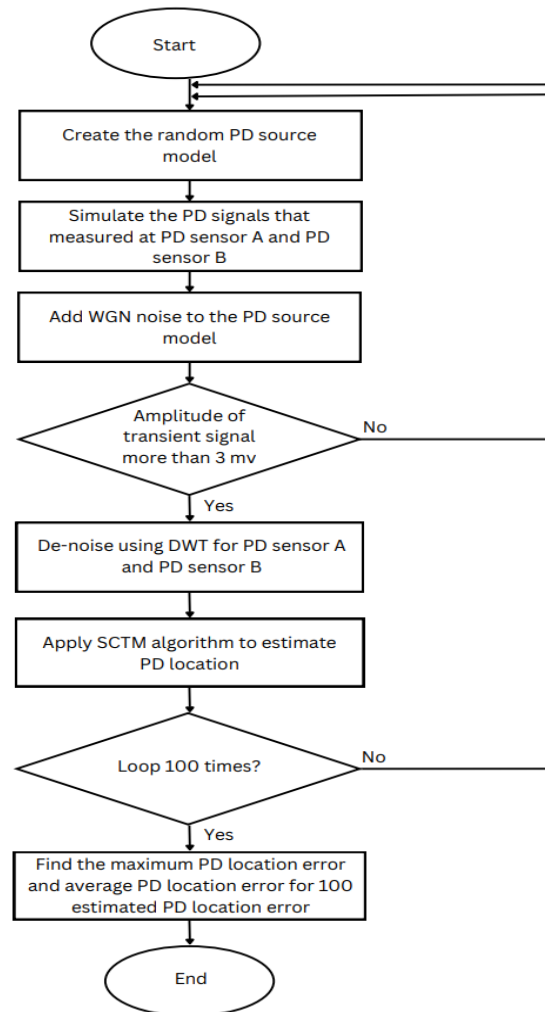 Start
Create the random PD source
model
Simulate the PD signals that
measured at PD sensor A and PD
sensor B
Add WGN noise to the PD source
model
Amplitude of
transient signal
more than 3 mv
No
Yes
De-noise using DWT for PD sensor A
and PD sensor B
Apply SCTM algorithm to estimate
PD location
Loop 100 times?
No
Yes
Find the maximum PD location error
and average PD location error for 100
estimated PD location error
End